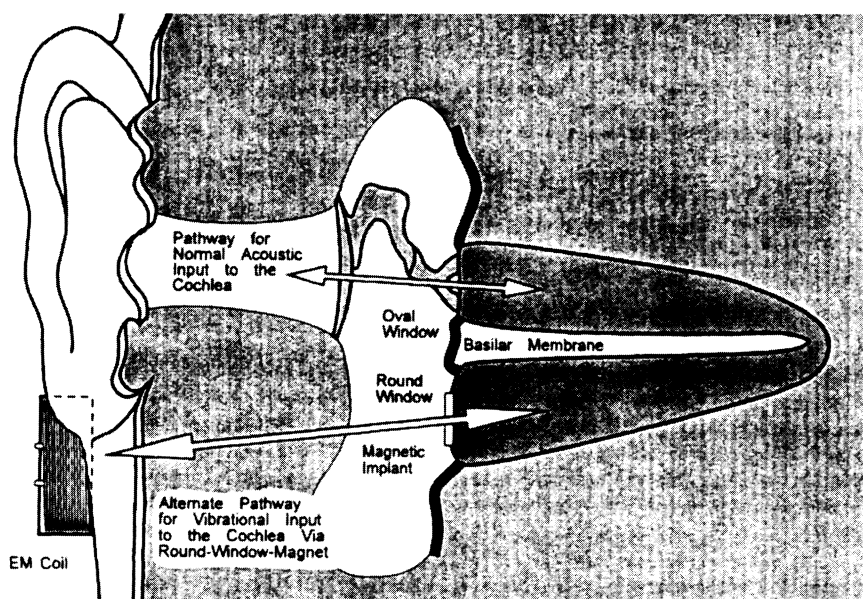 Pathway for
Normal Acoustic
Input to the
Cochlea
Oval
Window
Basilar Membrane
Round
Window
Magnetic
Implant
Alternate Pathway
for Vibrational Input
to the Cochlea Via
Round-Window-Magnet
EM Coil